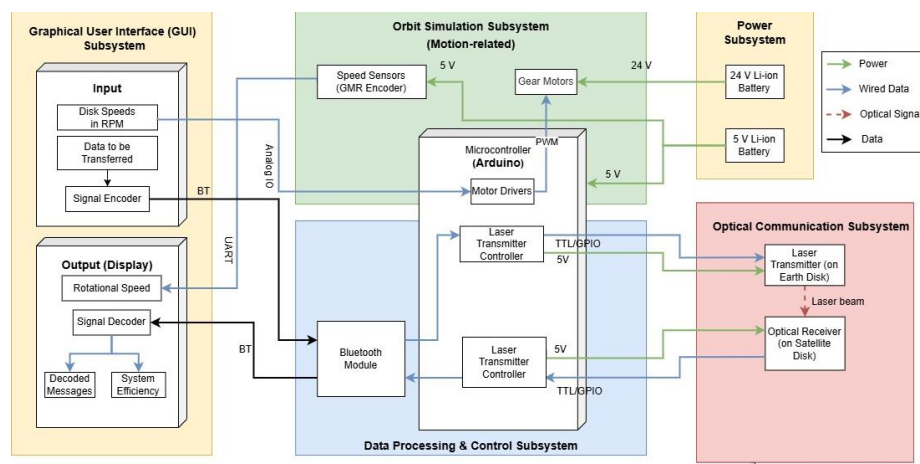 Graphical User Interface (GUI)
Subsystem
Input
Disk Speeds
in RPM
Data to be
Transferred
Signal Encoder
BT
Output (Display)
Rotational Speed
Signal Decoder
Decoded
Messages
System
Efficiency
BT
UART
Analog IO
Orbit Simulation Subsystem
(Motion-related)
5 V
Speed Sensors
(GMR Encoder)
Gear Motors
24 V
PWM
Microcontroller
(Arduino)
Motor Drivers
5 V
Laser
Transmitter
Controller
TTL/GPIO
5V
Bluetooth
Module
Laser
Transmitter
Controller
5V
TTL/GPIO
Data Processing & Control Subsystem
Power
Subsystem
24 V Li-ion
Battery
5 V Li-ion
Battery
Optical Communication Subsystem
Laser
Transmitter (on
Earth Disk)
Laser beam
Optical Receiver
(on Satellite
Disk)
Power
Wired Data
Optical Signal
Data